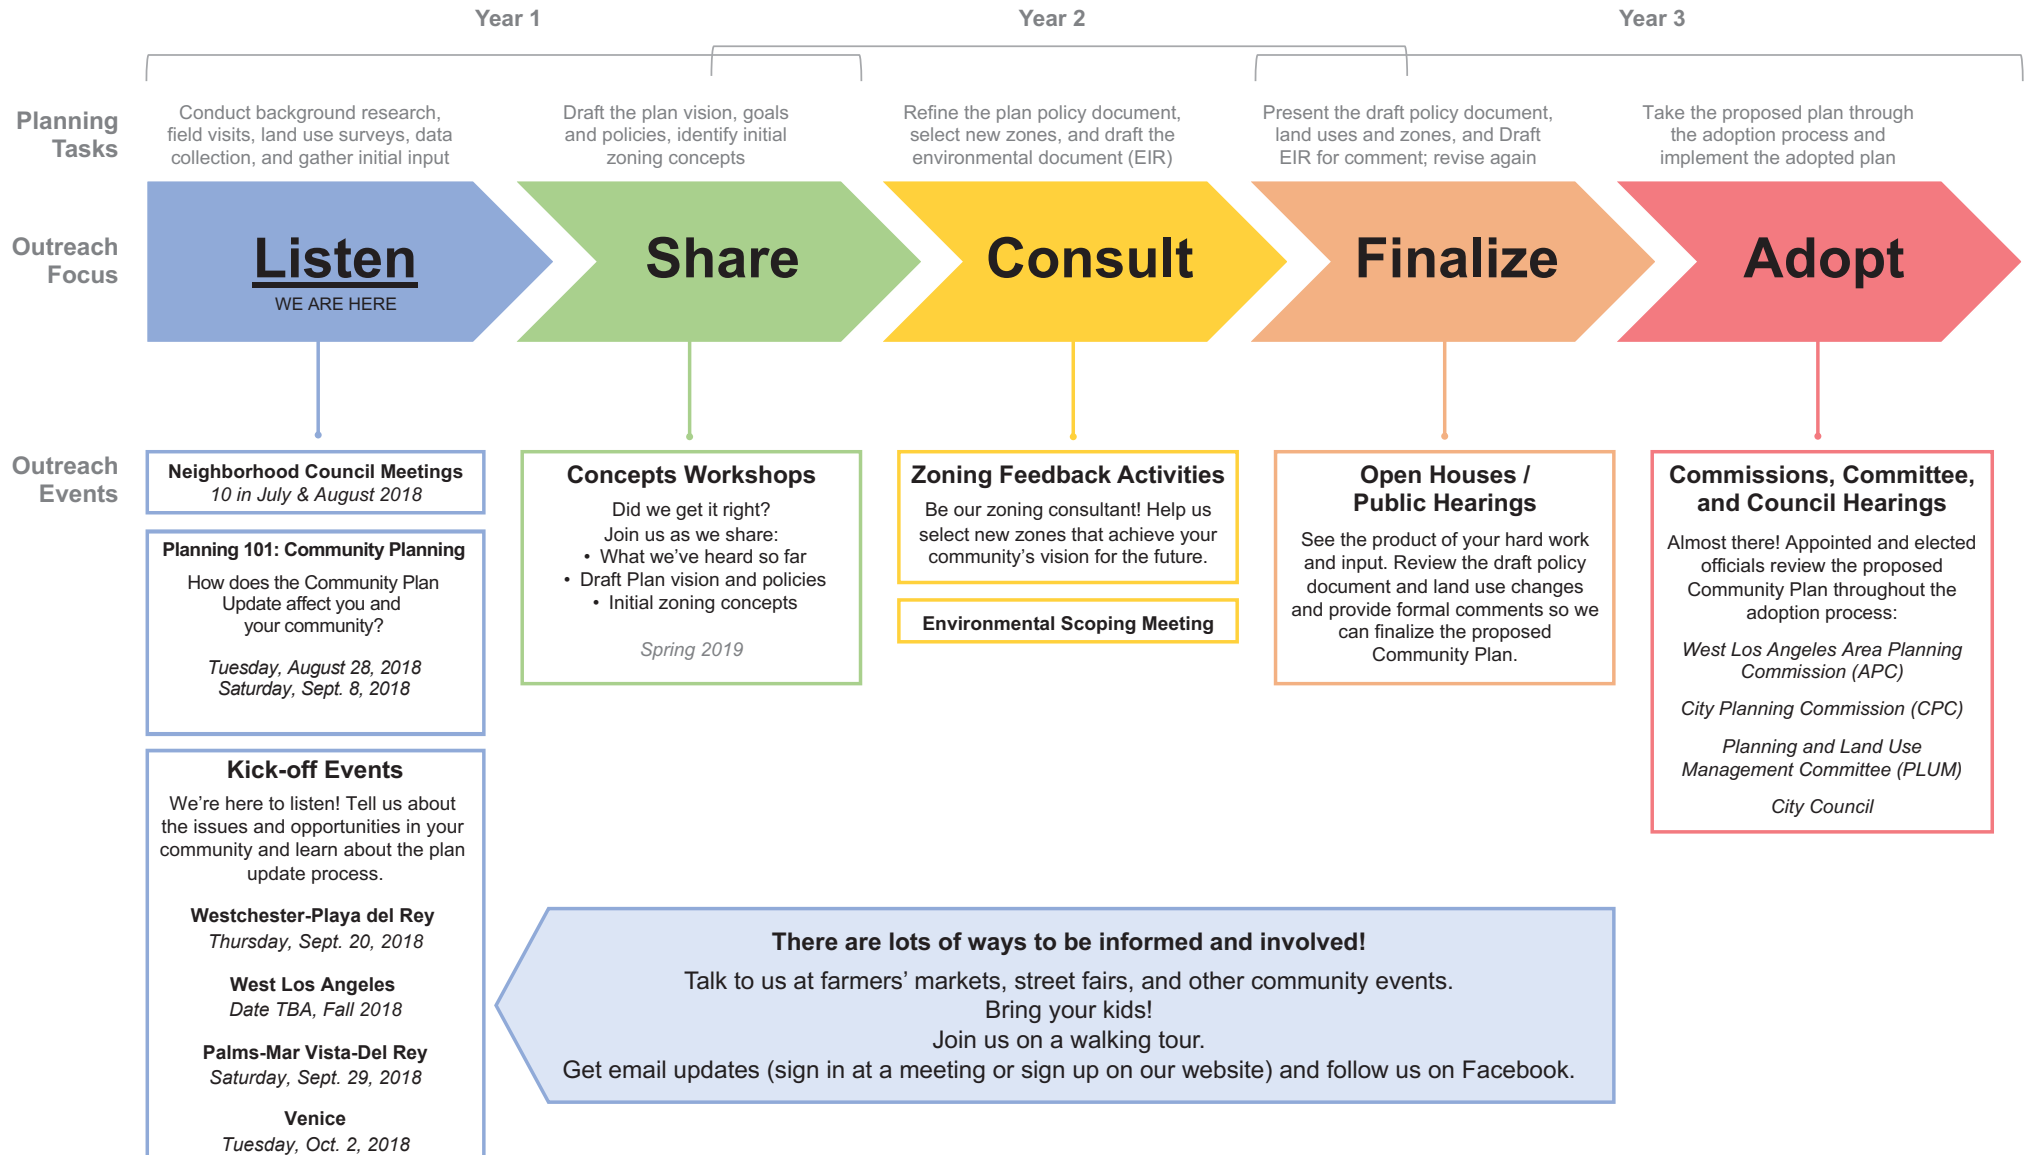 Year 1
Year 2
Year 3
Planning
Tasks
Conduct background research,
field visits, land use surveys, data
collection, and gather initial input
Draft the plan vision, goals
and policies, identify initial
zoning concepts
Refine the plan policy document,
select new zones, and draft the
environmental document (EIR)
Present the draft policy document,
land uses and zones, and Draft
EIR for comment; revise again
Take the proposed plan through
the adoption process and
implement the adopted plan
Outreach
Focus
Listen
WE ARE HERE
Share
Consult
Finalize
Adopt
Outreach
Events
Neighborhood Council Meetings
10 in July & August 2018
Planning 101: Community Planning
How does the Community Plan
Update affect you and
your community?
Tuesday, August 28, 2018
Saturday, Sept. 8, 2018
Kick-off Events
We're here to listen! Tell us about
the issues and opportunities in your
community and learn about the plan
update process.
Westchester-Playa del Rey
Thursday, Sept. 20, 2018
West Los Angeles
Date TBA, Fall 2018
Palms-Mar Vista-Del Rey
Saturday, Sept. 29, 2018
Venice
Tuesday, Oct. 2, 2018
Concepts Workshops
Did we get it right?
Join us as we share:
• What we've heard so far
• Draft Plan vision and policies
• Initial zoning concepts
Spring 2019
Zoning Feedback Activities
Be our zoning consultant! Help us
select new zones that achieve your
community's vision for the future.
Environmental Scoping Meeting
Open Houses /
Public Hearings
See the product of your hard work
and input. Review the draft policy
document and land use changes
and provide formal comments so we
can finalize the proposed
Community Plan.
Commissions, Committee,
and Council Hearings
Almost there! Appointed and elected
officials review the proposed
Community Plan throughout the
adoption process:
West Los Angeles Area Planning
Commission (APC)
City Planning Commission (CPC)
Planning and Land Use
Management Committee (PLUM)
City Council
There are lots of ways to be informed and involved!
Talk to us at farmers' markets, street fairs, and other community events.
Bring your kids!
Join us on a walking tour.
Get email updates (sign in at a meeting or sign up on our website) and follow us on Facebook.